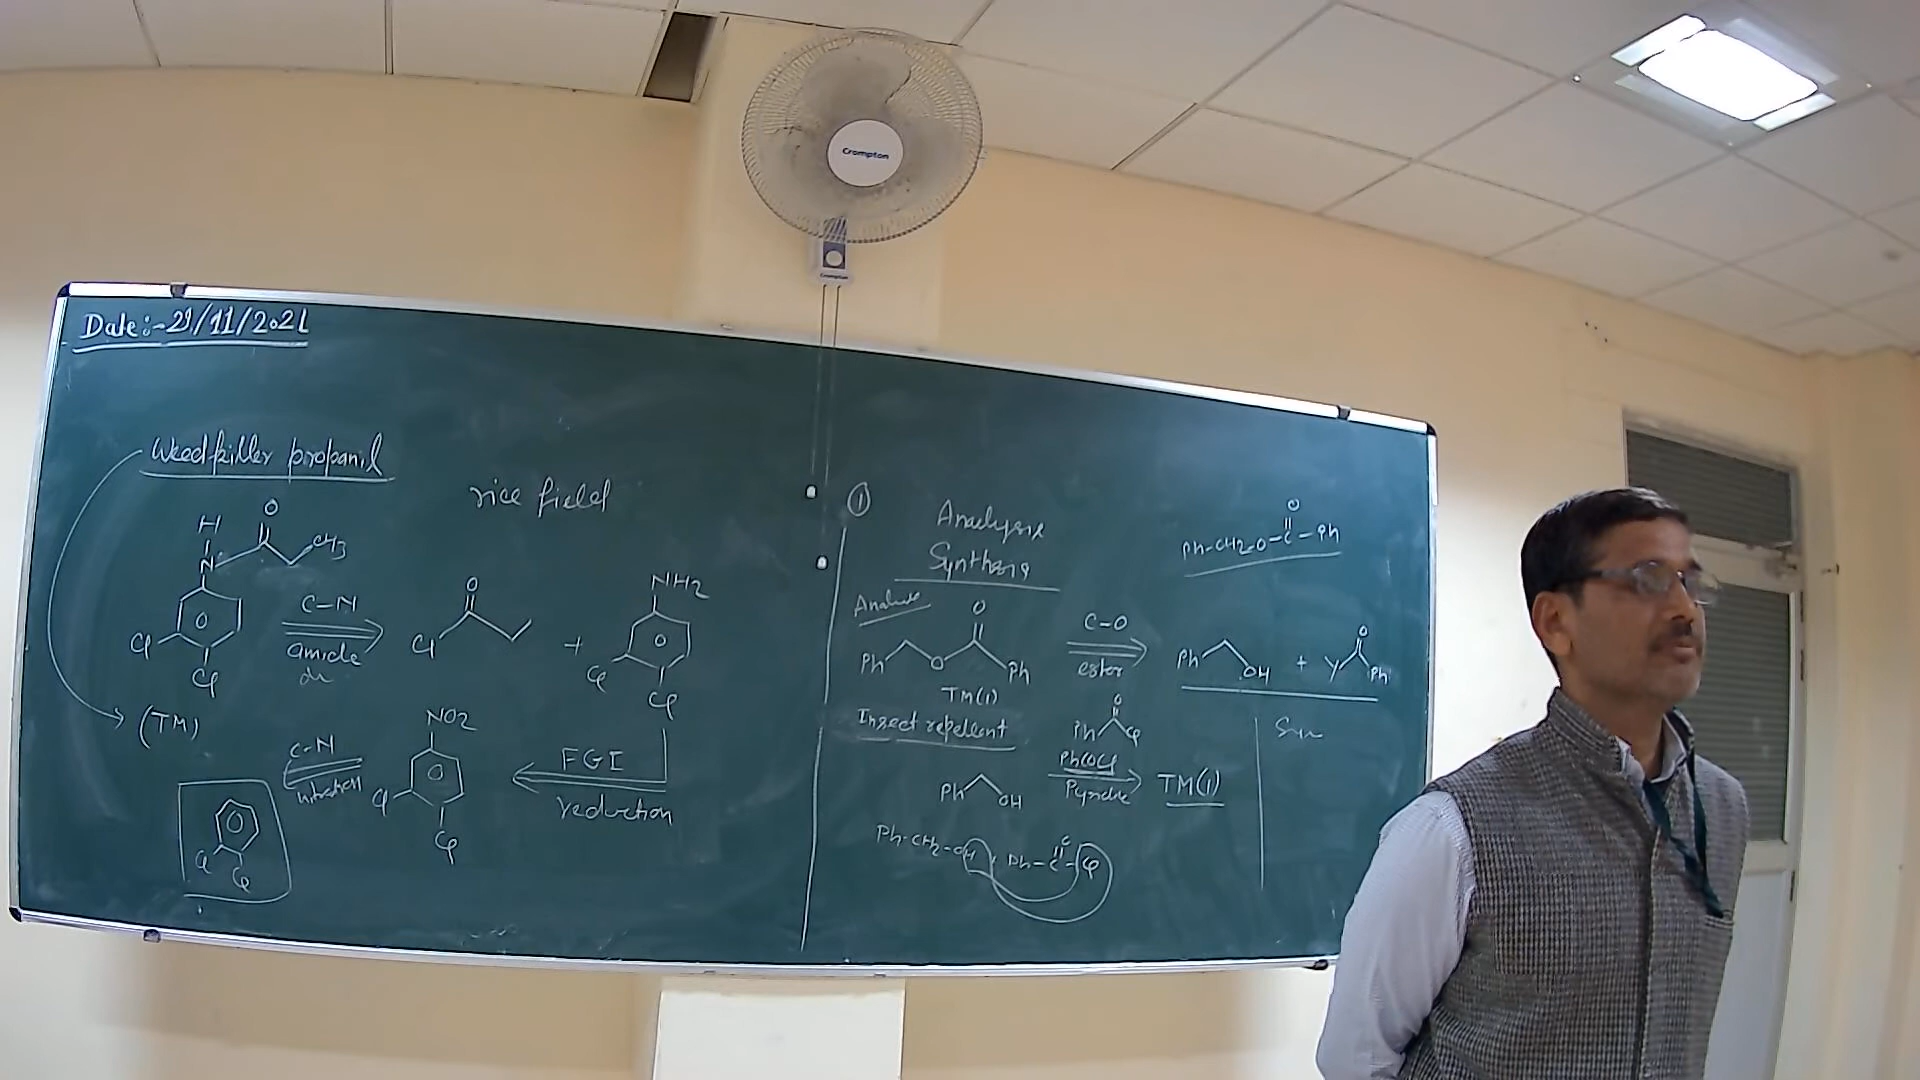 Crompton
Crompton
Date:-29/11/2021
Weedkiller propanil
rice field
H
O
N
CH3
Cl
Cl
C-N
amide
O
Cl
+
NH2
Cl
Cl
(TM)
C-N
nitration
NO2
Cl
Cl
FGI
reduction
Cl
Cl
1
Analysis
Synthesis
O
Ph-CH2-O-C-Ph
Analysis
O
Ph
O
Ph
TM(1)
C-O
ester
Ph
OH
+
O
Y
Ph
Insect repellent
O
Ph
Cl
Ph
OH
PhCOCl
TM(1)
Ph-CH2-OH
Ph-C-Cl